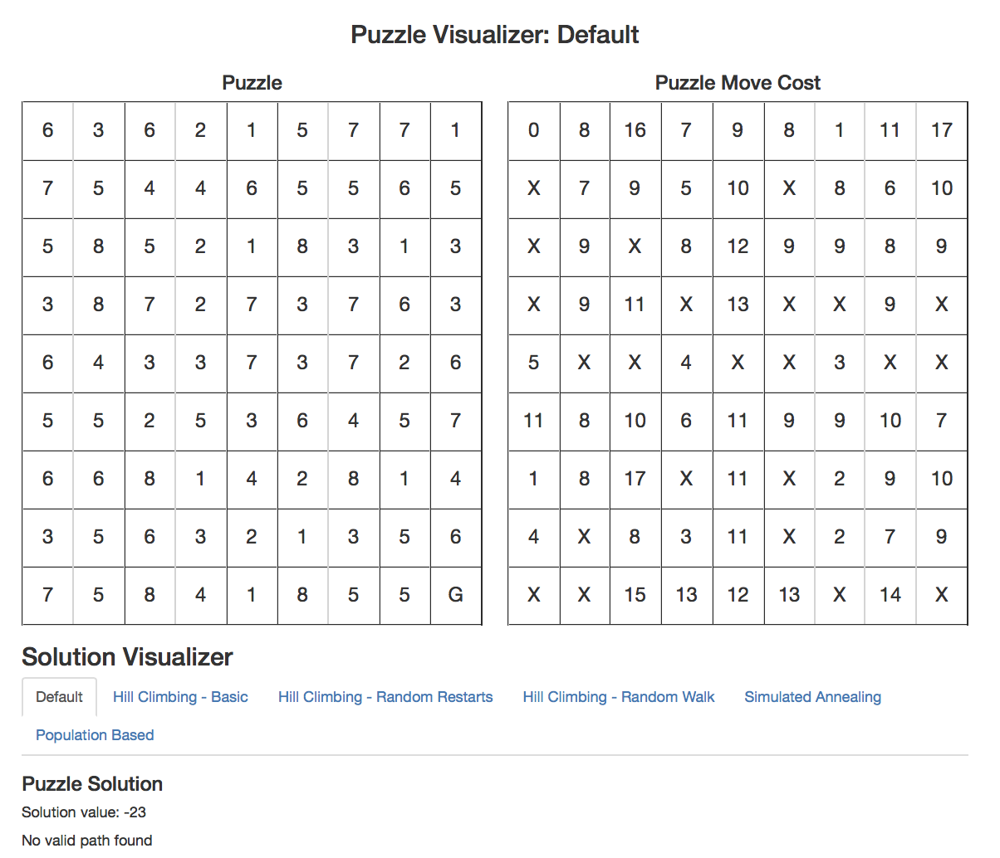 Puzzle Visualizer: Default
Puzzle Puzzle Move Cost
6 3 6 2 1 5 7 7 1 0 8 16 7 9 8 1 11 17
7 5 4 4 6 5 5 6 5 X 7 9 5 10 X 8 6 10
5 8 5 2 1 8 3 1 3 X 9 X 8 12 9 9 8 9
3 8 7 2 7 3 7 6 3 X 9 11 X 13 X X 9 X
6 4 3 3 7 3 7 2 6 5 X X 4 X X 3 X X
5 5 2 5 3 6 4 5 7 11 8 10 6 11 9 9 10 7
6 6 8 1 4 2 8 1 4 1 8 17 X 11 X 2 9 10
3 5 6 3 2 1 3 5 6 4 X 8 3 11 X 2 7 9
7 5 8 4 1 8 5 5 G X X 15 13 12 13 X 14 X
Solution Visualizer
Default Hill Climbing - Basic Hill Climbing - Random Restarts Hill Climbing - Random Walk Simulated Annealing
Population Based
Puzzle Solution
Solution value: -23
No valid path found